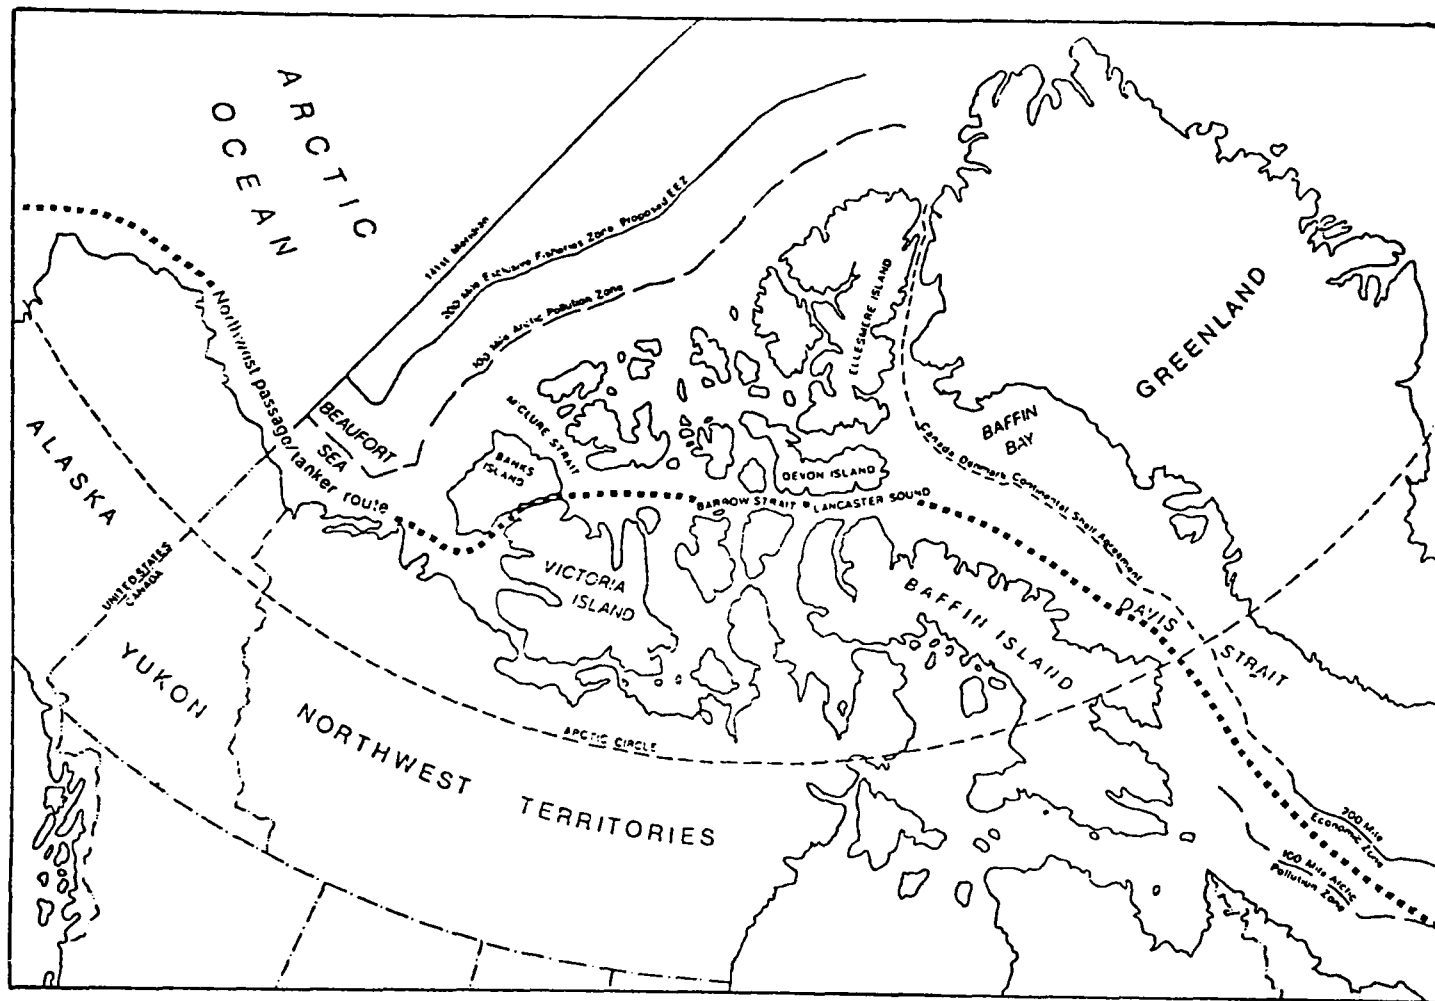 ARCTIC
OCEAN
141st Meridian
200 Mile Exclusive Fisheries Zone Proposed EEZ
100 Mile Arctic Pollution Zone
Northwest passage/tanker route
BEAUFORT
SEA
M'CLURE STRAIT
BANKS
ISLAND
ELLESMERE ISLAND
GREENLAND
BAFFIN
BAY
DEVON ISLAND
BARROW STRAIT
LANCASTER SOUND
Canada Denmark Continental Shelf Agreement
ALASKA
UNITED STATES
CANADA
VICTORIA
ISLAND
BAFFIN ISLAND
DAVIS
STRAIT
YUKON
ARCTIC CIRCLE
NORTHWEST TERRITORIES
200 Mile
Economic Zone
100 Mile Arctic
Pollution Zone